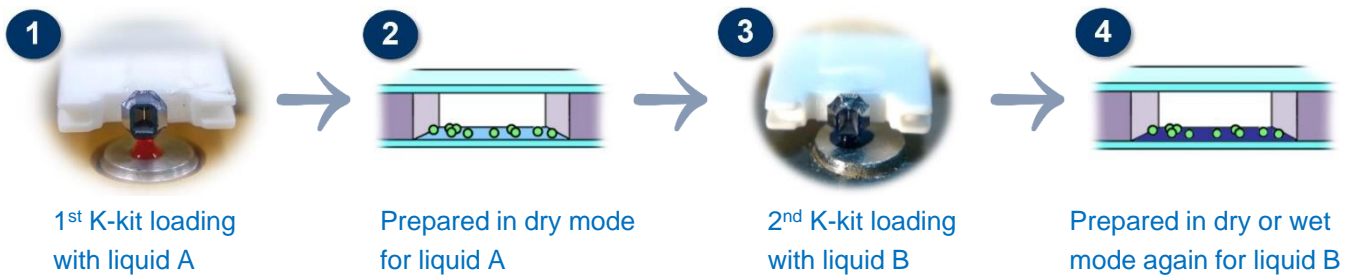 1
2
3
4
1st K-kit loading
with liquid A
Prepared in dry mode
for liquid A
2nd K-kit loading
with liquid B
Prepared in dry or wet
mode again for liquid B